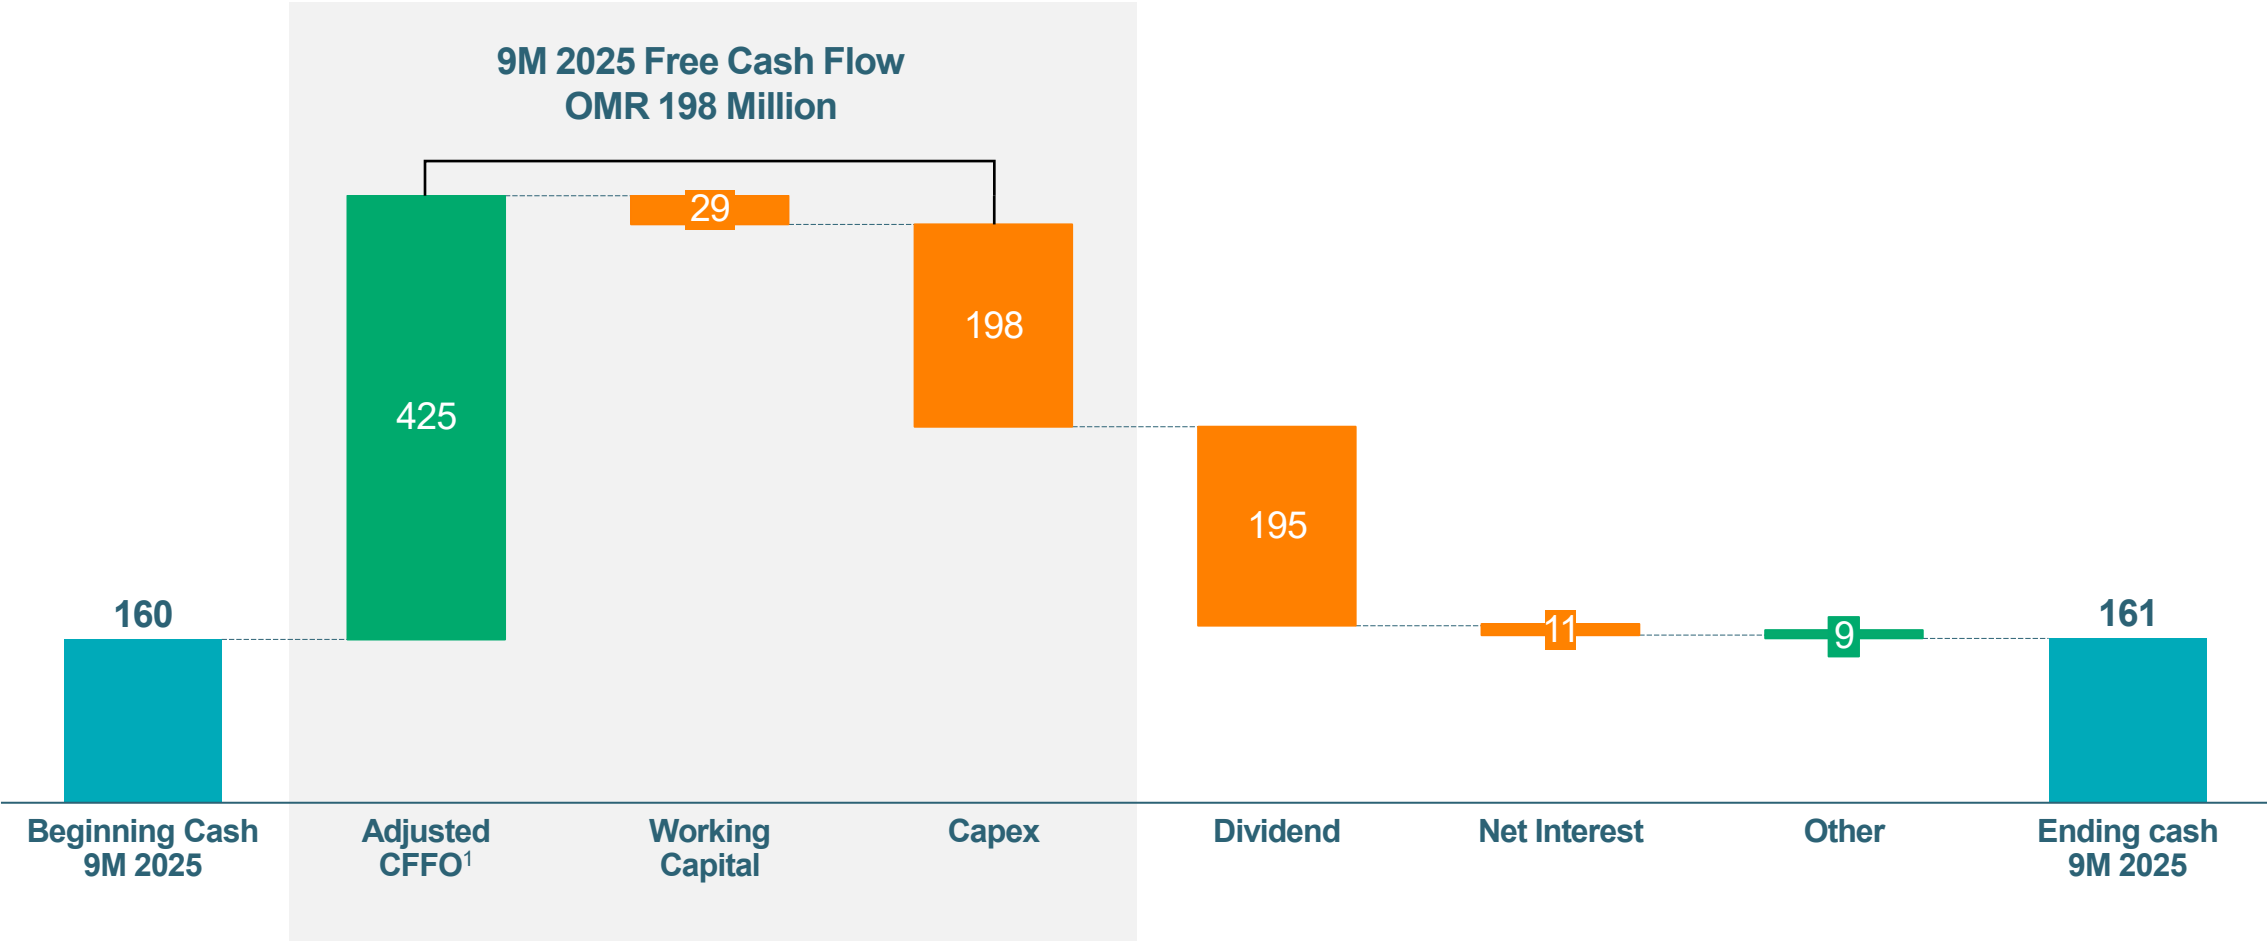 9M 2025 Free Cash Flow
OMR 198 Million
29
198
425
195
160
11
9
161
Beginning Cash
9M 2025
Adjusted
CFFO¹
Working
Capital
Capex
Dividend
Net Interest
Other
Ending cash
9M 2025